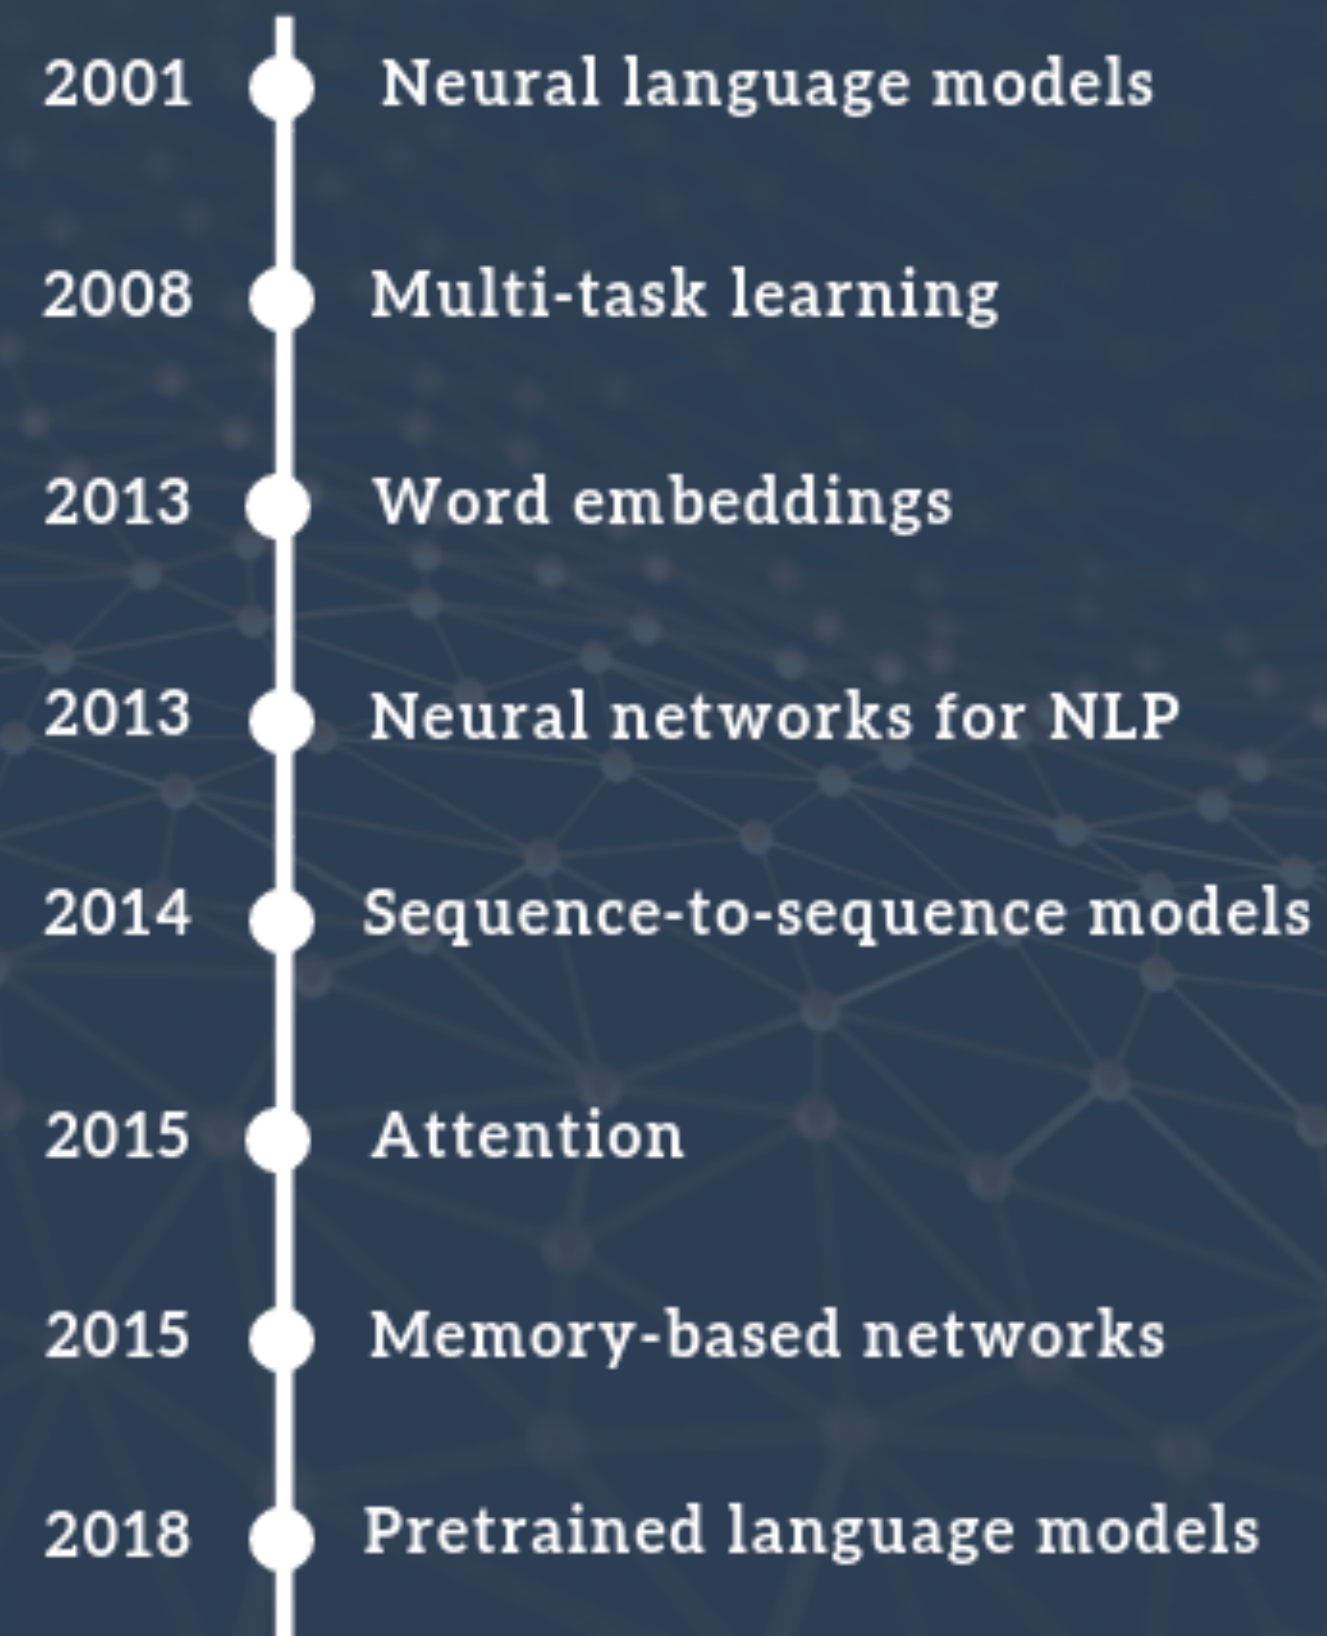 2001 Neural language models
2008 Multi-task learning
2013 Word embeddings
2013 Neural networks for NLP
2014 Sequence-to-sequence models
2015 Attention
2015 Memory-based networks
2018 Pretrained language models